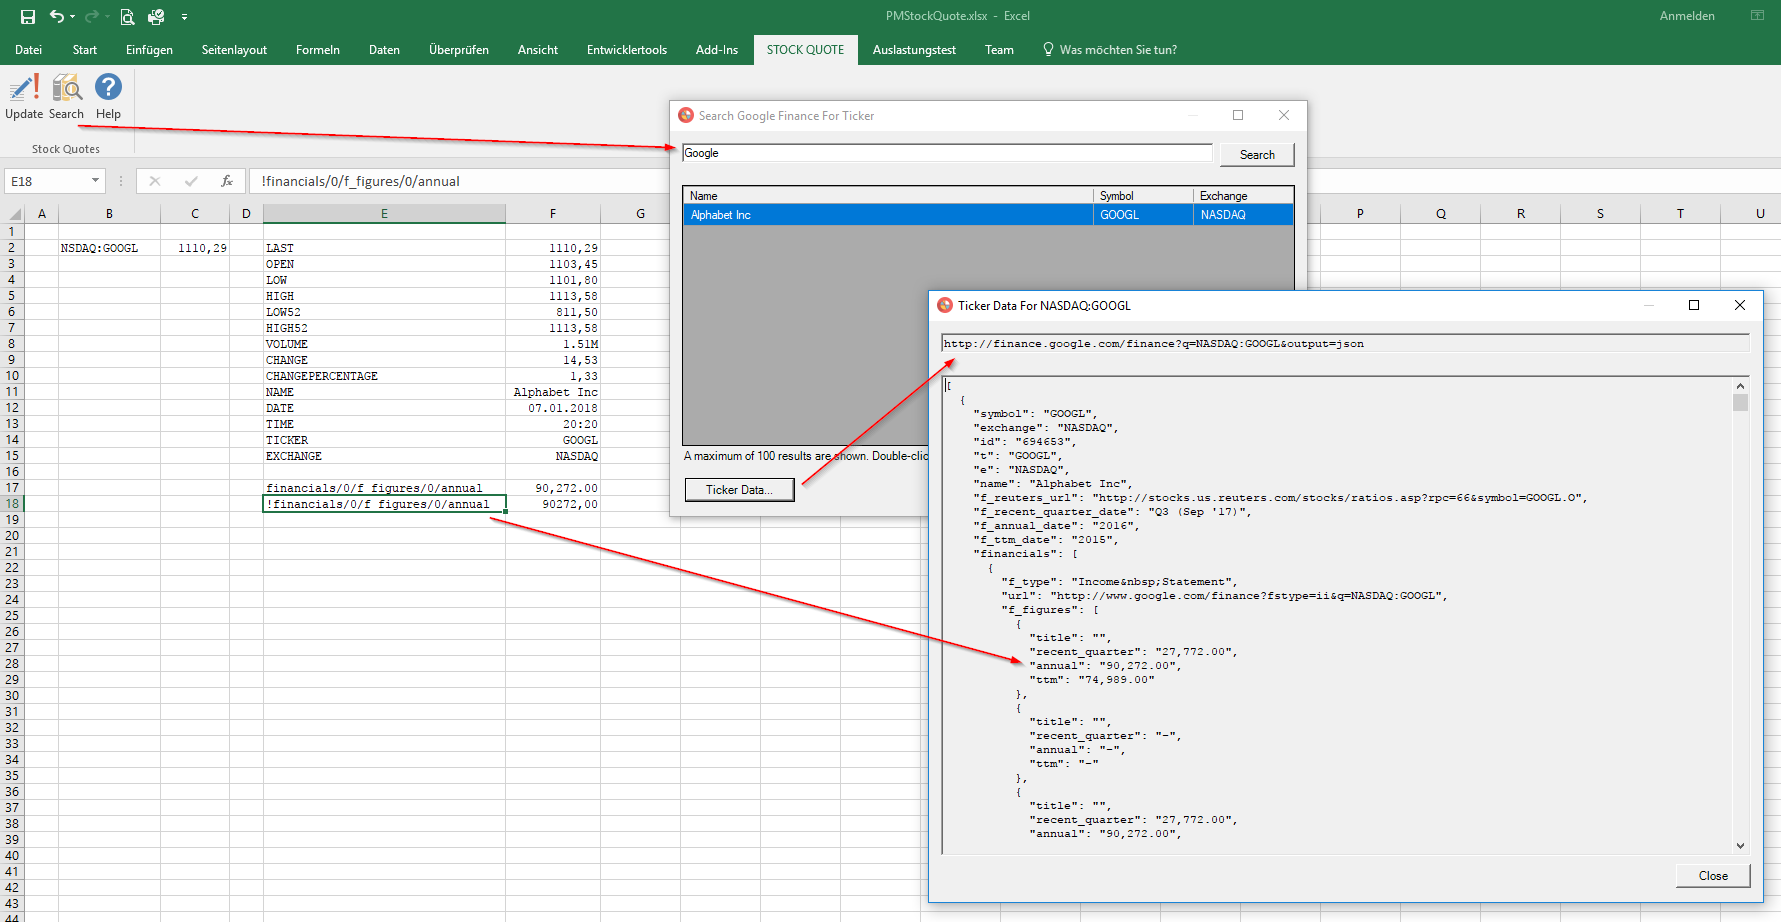 PMStockQuote.xlsx - Excel
Anmelden
Datei Start Einfügen Seitenlayout Formeln Daten Überprüfen Ansicht Entwicklertools Add-Ins STOCK QUOTE Auslastungstest Team Was möchten Sie tun?
Update Search Help
Stock Quotes
E18 fx !financials/0/f_figures/0/annual
A B C D E F G P Q R S T U
1
2 NSDAQ:GOOGL 1110,29 LAST 1110,29
3 OPEN 1103,45
4 LOW 1101,80
5 HIGH 1113,58
6 LOW52 811,50
7 HIGH52 1113,58
8 VOLUME 1.51M
9 CHANGE 14,53
10 CHANGEPERCENTAGE 1,33
11 NAME Alphabet Inc
12 DATE 07.01.2018
13 TIME 20:20
14 TICKER GOOGL
15 EXCHANGE NASDAQ
16
17 financials/0/f_figures/0/annual 90,272.00
18 !financials/0/f_figures/0/annual 90272,00
19
20
21
22
23
24
25
26
27
28
29
30
31
32
33
34
35
36
37
38
39
40
41
42
43
44
Search Google Finance For Ticker
Google Search
Name Symbol Exchange
Alphabet Inc GOOGL NASDAQ
A maximum of 100 results are shown. Double-clic
Ticker Data...
Ticker Data For NASDAQ:GOOGL
http://finance.google.com/finance?q=NASDAQ:GOOGL&output=json
[
{
"symbol": "GOOGL",
"exchange": "NASDAQ",
"id": "694653",
"t": "GOOGL",
"e": "NASDAQ",
"name": "Alphabet Inc",
"f_reuters_url": "http://stocks.us.reuters.com/stocks/ratios.asp?rpc=66&symbol=GOOGL.O",
"f_recent_quarter_date": "Q3 (Sep '17)",
"f_annual_date": "2016",
"f_ttm_date": "2015",
"financials": [
{
"f_type": "Income&nbsp;Statement",
"url": "http://www.google.com/finance?fstype=ii&q=NASDAQ:GOOGL",
"f_figures": [
{
"title": "",
"recent_quarter": "27,772.00",
"annual": "90,272.00",
"ttm": "74,989.00"
},
{
"title": "",
"recent_quarter": "-",
"annual": "-",
"ttm": "-"
},
{
"title": "",
"recent_quarter": "27,772.00",
"annual": "90,272.00",
Close